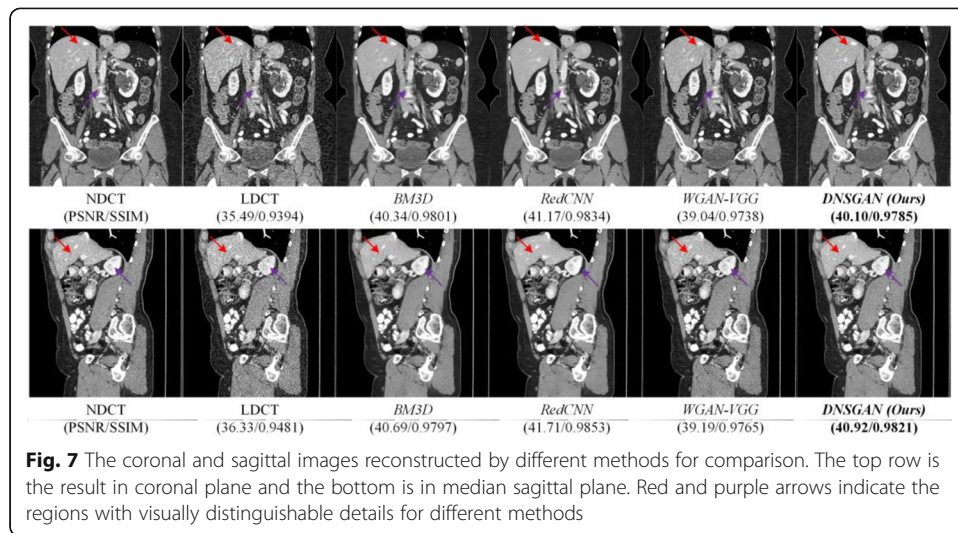 NDCT LDCT BM3D RedCNN WGAN-VGG DNSGAN (Ours)
(PSNR/SSIM) (35.49/0.9394) (40.34/0.9801) (41.17/0.9834) (39.04/0.9738) (40.10/0.9785)
NDCT LDCT BM3D RedCNN WGAN-VGG DNSGAN (Ours)
(PSNR/SSIM) (36.33/0.9481) (40.69/0.9797) (41.71/0.9853) (39.19/0.9765) (40.92/0.9821)
Fig. 7 The coronal and sagittal images reconstructed by different methods for comparison. The top row is
the result in coronal plane and the bottom is in median sagittal plane. Red and purple arrows indicate the
regions with visually distinguishable details for different methods